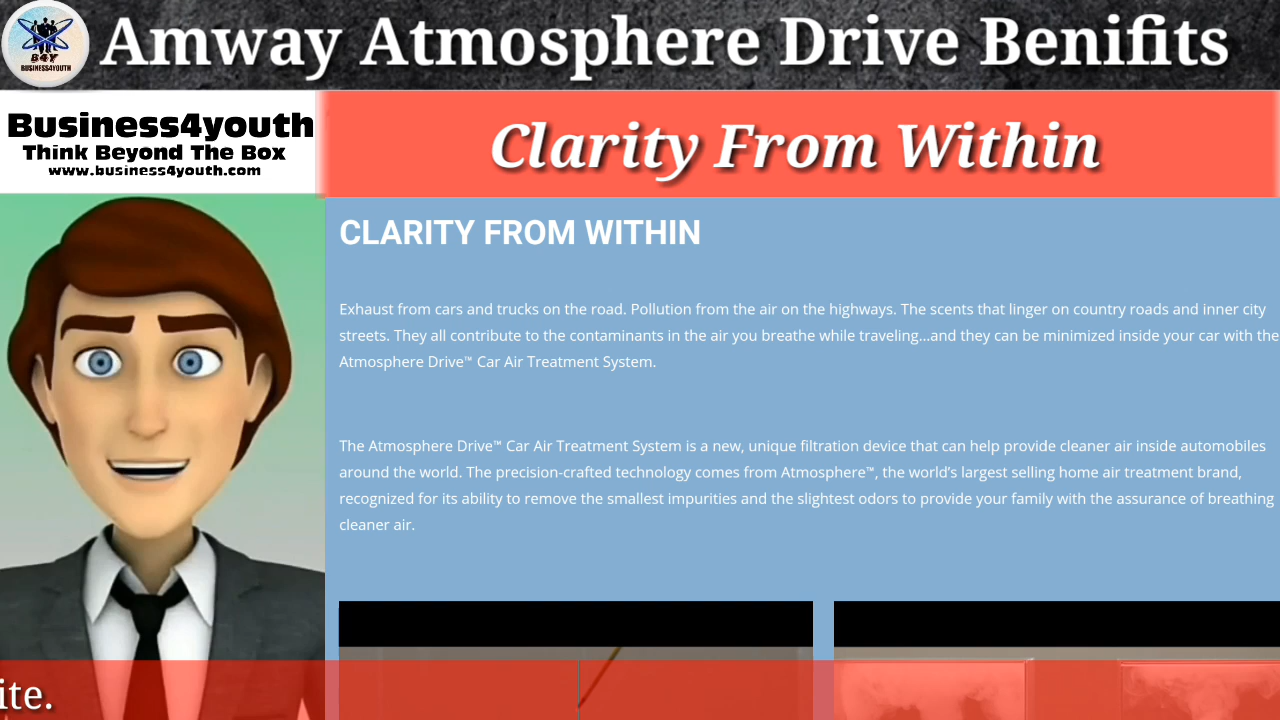 Amway Atmosphere Drive Benifits
B4Y
BUSINESS4YOUTH
Business4youth
Think Beyond The Box
www.business4youth.com
Clarity From Within
CLARITY FROM WITHIN
Exhaust from cars and trucks on the road. Pollution from the air on the highways. The scents that linger on country roads and inner city
streets. They all contribute to the contaminants in the air you breathe while traveling...and they can be minimized inside your car with the
Atmosphere Drive™ Car Air Treatment System.
The Atmosphere Drive™ Car Air Treatment System is a new, unique filtration device that can help provide cleaner air inside automobiles
around the world. The precision-crafted technology comes from Atmosphere™, the world's largest selling home air treatment brand,
recognized for its ability to remove the smallest impurities and the slightest odors to provide your family with the assurance of breathing
cleaner air.
ite.